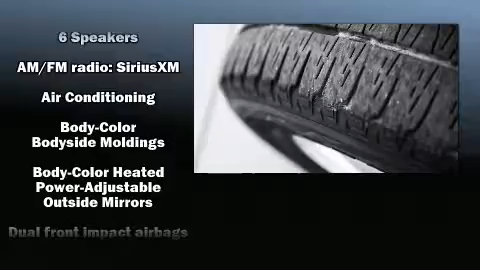 6 Speakers
AM/FM radio: SiriusXM
Air Conditioning
Body-Color
Bodyside Moldings
Body-Color Heated
Power-Adjustable
Outside Mirrors
Dual front impact airbags